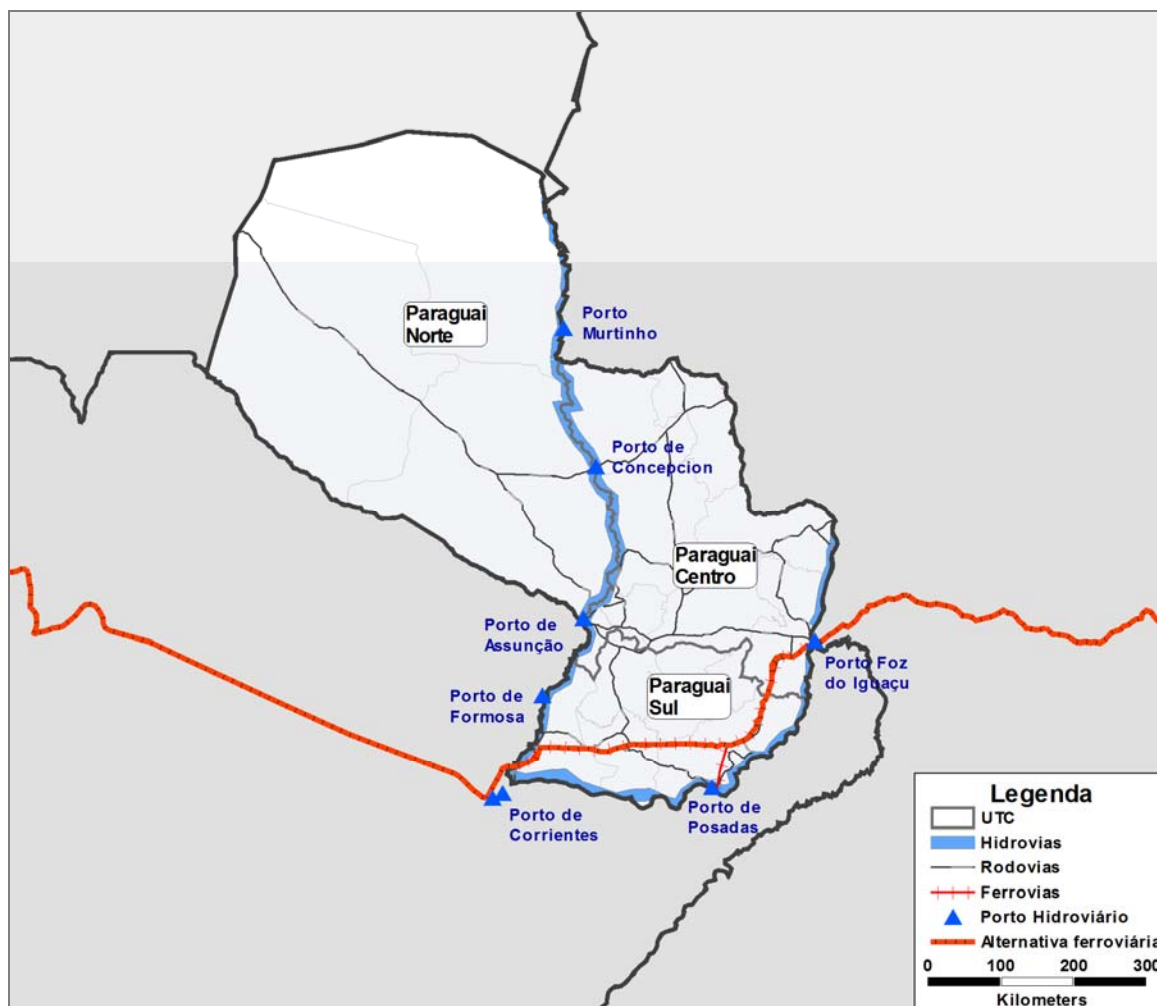 Paraguai
Norte
Porto
Murtinho
Porto de
Concepcion
Paraguai
Centro
Porto de
Assunção
Porto Foz
do Iguaçu
Paraguai
Sul
Porto de
Formosa
Porto de
Corrientes
Porto de
Posadas
Legenda
UTC
Hidrovias
Rodovias
Ferrovias
Porto Hidroviário
Alternativa ferroviária
0 100 200 300
Kilometers